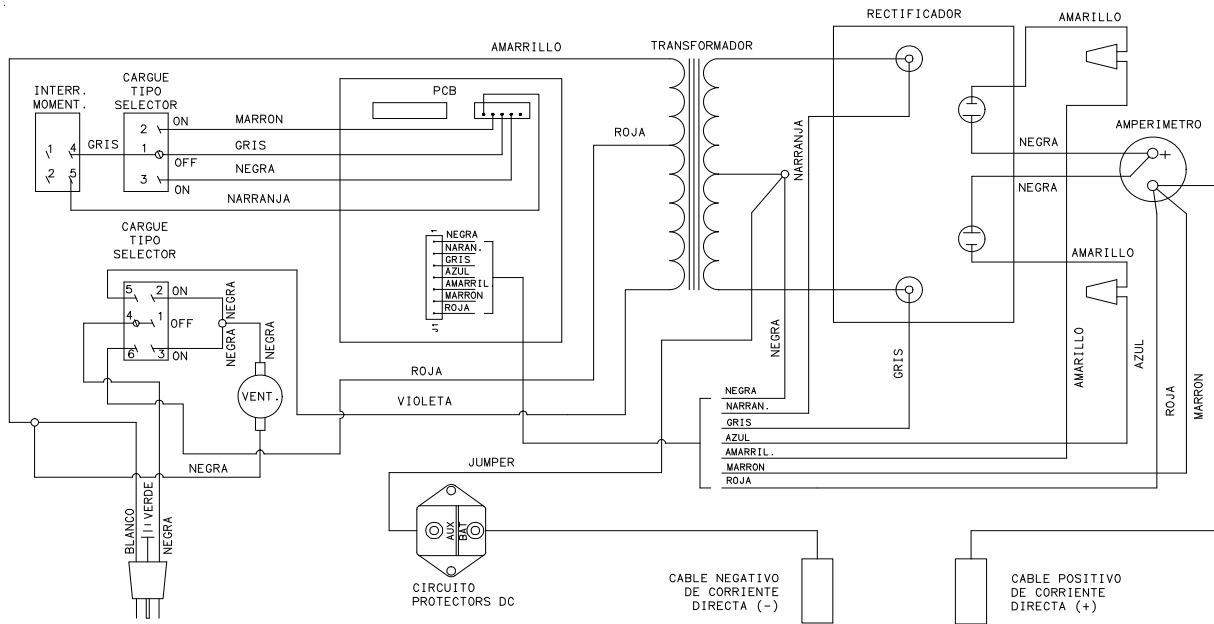 RECTIFICADOR
AMARILLO
AMARRILLO
TRANSFORMADOR
INTERR.
MOMENT.
CARGUE
TIPO
SELECTOR
PCB
1
4
2
5
GRIS
2
ON
1
OFF
3
ON
MARRON
GRIS
NEGRA
NARRANJA
ROJA
NARRANJA
NEGRA
NEGRA
AMPERIMETRO
+
CARGUE
TIPO
SELECTOR
5
2
ON
4
1
OFF
6
3
ON
NEGRA
NEGRA
NEGRA
VENT.
1
NEGRA
NARAN.
GRIS
AZUL
AMARRIL.
MARRON
ROJA
J1
AMARILLO
NEGRA
GRIS
AMARILLO
AZUL
ROJA
MARRON
ROJA
VIOLETA
NEGRA
NARRAN.
GRIS
AZUL
AMARRIL.
MARRON
ROJA
NEGRA
JUMPER
BLANCO
VERDE
NEGRA
AUX
BAT
CIRCUITO
PROTECTORS DC
CABLE NEGATIVO
DE CORRIENTE
DIRECTA (-)
CABLE POSITIVO
DE CORRIENTE
DIRECTA (+)